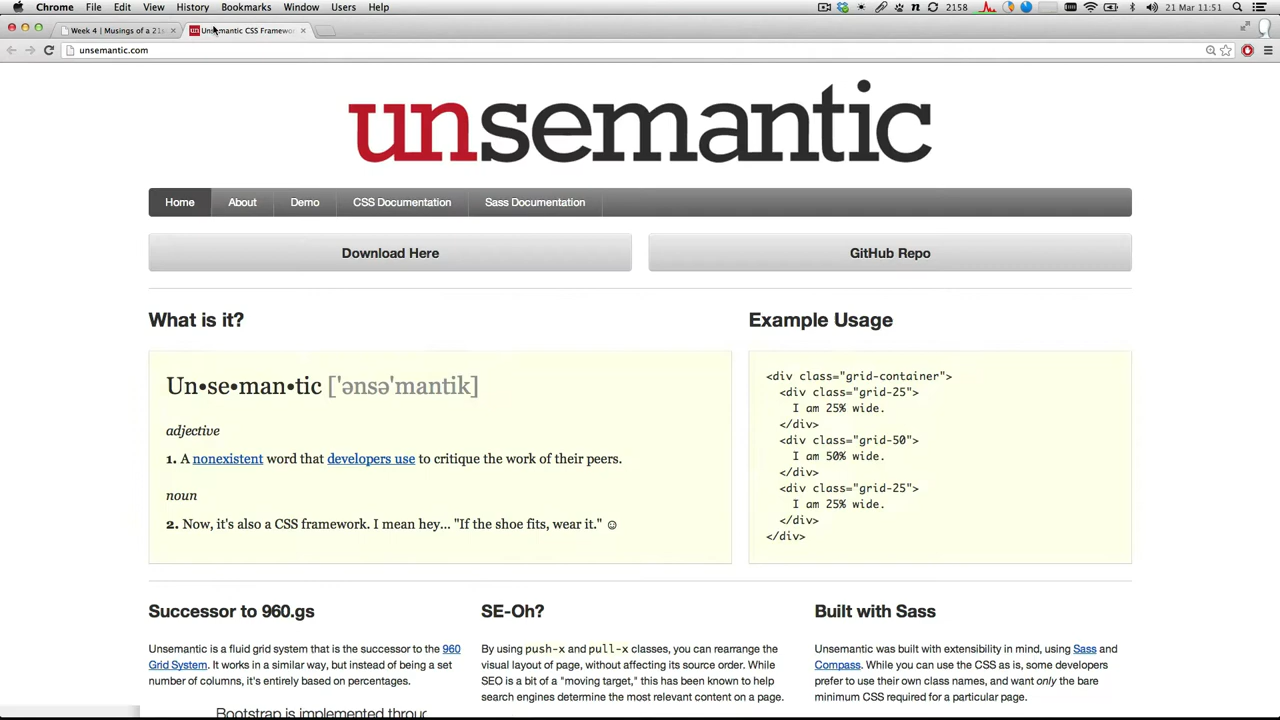 Chrome File Edit View History Bookmarks Window Users Help 2158 21 Mar 11:51
Week 4 | Musings of a 21s Unsemantic CSS Framewo
unsemantic.com
unsemantic
Home About Demo CSS Documentation Sass Documentation
Download Here GitHub Repo
What is it?
Un•se•man•tic ['ənsə'mantik]
adjective
1. A nonexistent word that developers use to critique the work of their peers.
noun
2. Now, it's also a CSS framework. I mean hey... "If the shoe fits, wear it." ☺
Example Usage
<div class="grid-container">
<div class="grid-25">
I am 25% wide.
</div>
<div class="grid-50">
I am 50% wide.
</div>
<div class="grid-25">
I am 25% wide.
</div>
</div>
Successor to 960.gs
Unsemantic is a fluid grid system that is the successor to the 960
Grid System. It works in a similar way, but instead of being a set
number of columns, it's entirely based on percentages.
SE-Oh?
By using push-x and pull-x classes, you can rearrange the
visual layout of page, without affecting its source order. While
SEO is a bit of a "moving target," this has been known to help
search engines determine the most relevant content on a page.
Built with Sass
Unsemantic was built with extensibility in mind, using Sass and
Compass. While you can use the CSS as is, some developers
prefer to use their own class names, and want only the bare
minimum CSS required for a particular page.
Bootstrap is implemented throu